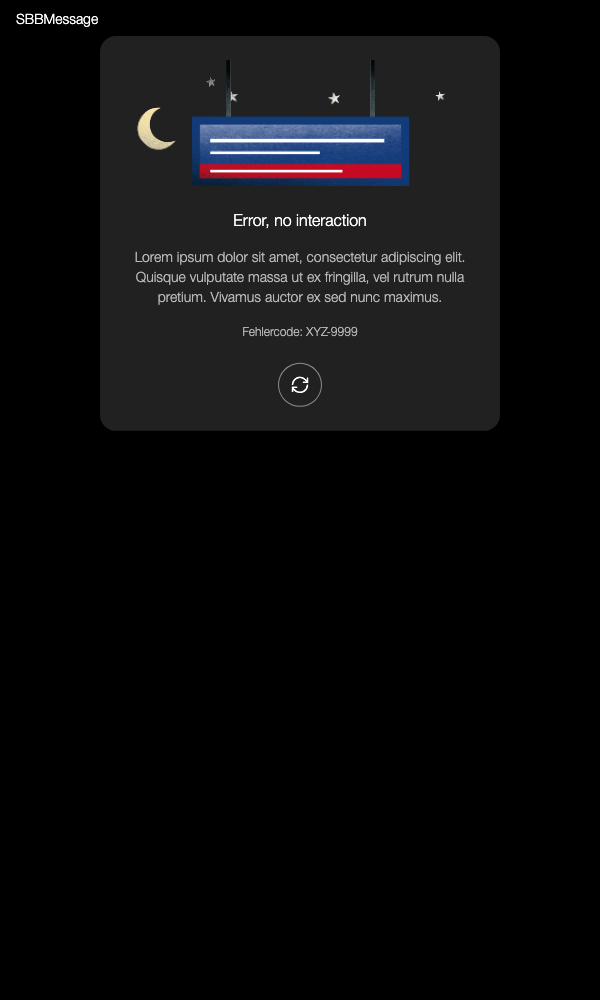 SBBMessage
Error, no interaction
Lorem ipsum dolor sit amet, consectetur adipiscing elit.
Quisque vulputate massa ut ex fringilla, vel rutrum nulla
pretium. Vivamus auctor ex sed nunc maximus.
Fehlercode: XYZ-9999